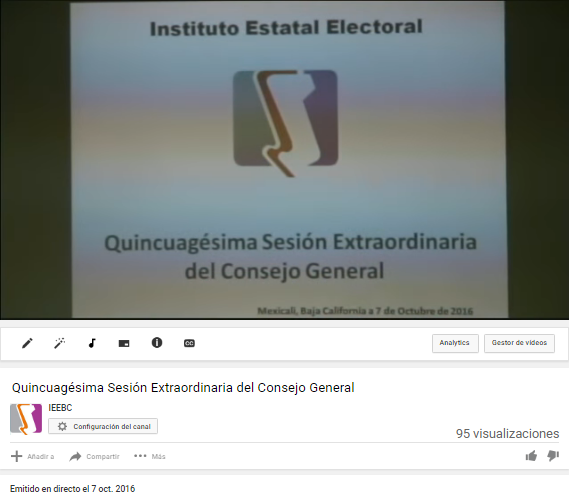 Instituto Estatal Electoral
Quincuagésima Sesión Extraordinaria
del Consejo General
Mexicali, Baja California a 7 de Octubre de 2016
CC
Analytics
Gestor de vídeos
Quincuagésima Sesión Extraordinaria del Consejo General
IEEBC
Configuración del canal
95 visualizaciones
Añadir a
Compartir
Más
Emitido en directo el 7 oct. 2016